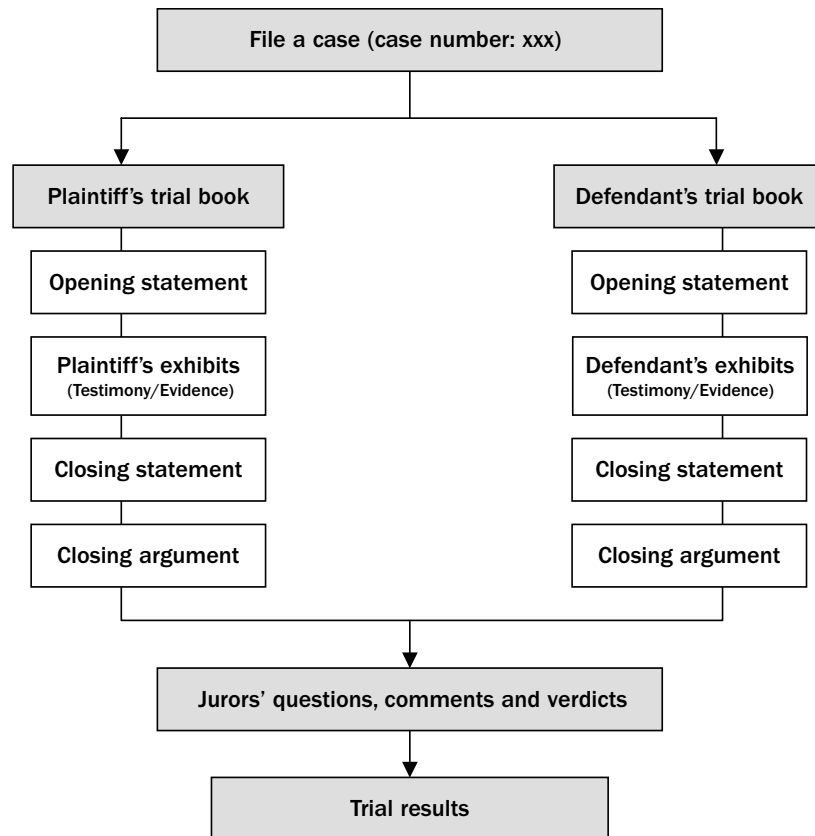 File a case (case number: xxx)
Plaintiff’s trial book
Opening statement
Plaintiff’s exhibits
(Testimony/Evidence)
Closing statement
Closing argument
Defendant’s trial book
Opening statement
Defendant’s exhibits
(Testimony/Evidence)
Closing statement
Closing argument
Jurors’ questions, comments and verdicts
Trial results